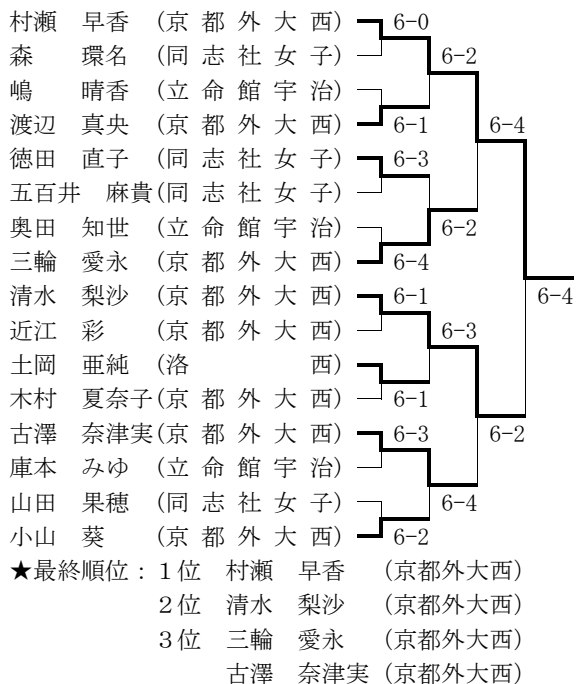 村瀬　早香　(京 都 外 大 西) 6-0
森　　環名　(同 志 社 女 子) 6-2
嶋　　晴香　(立 命 館 宇 治)
渡辺　真央　(京 都 外 大 西) 6-1 6-4
徳田　直子　(同 志 社 女 子) 6-3
五百井　麻貴(同 志 社 女 子)
奥田　知世　(立 命 館 宇 治) 6-2
三輪　愛永　(京 都 外 大 西) 6-4
清水　梨沙　(京 都 外 大 西) 6-1 6-4
近江　彩　　(京 都 外 大 西) 6-3
土岡　亜純　(洛　　　　　西)
木村　夏奈子(京 都 外 大 西) 6-1
古澤　奈津実(京 都 外 大 西) 6-3 6-2
庫本　みゆ　(立 命 館 宇 治)
山田　果穂　(同 志 社 女 子) 6-4
小山　葵　　(京 都 外 大 西) 6-2
★最終順位：１位　村瀬　早香　(京都外大西)
２位　清水　梨沙　(京都外大西)
３位　三輪　愛永　(京都外大西)
古澤　奈津実 (京都外大西)